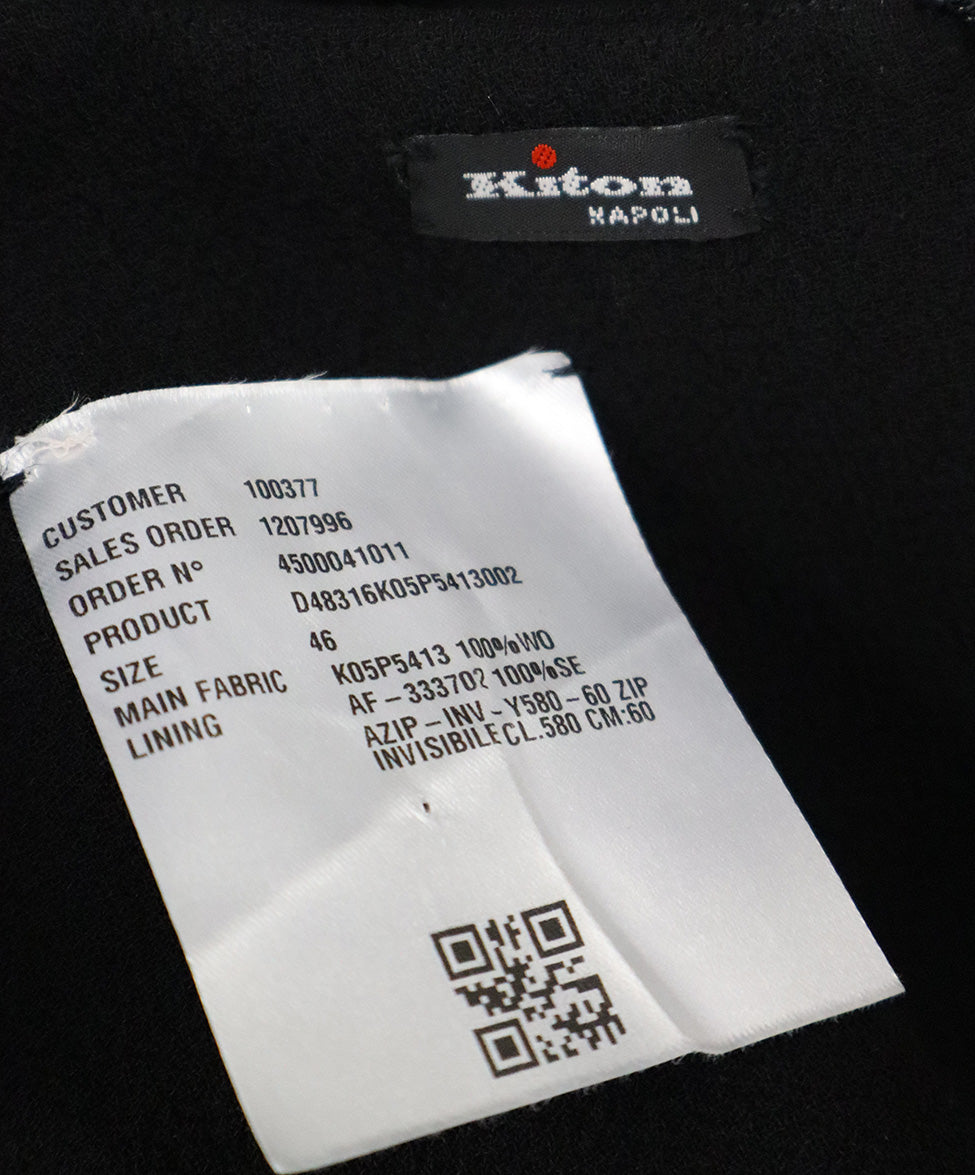 Kiton
NAPOLI
CUSTOMER 100377
SALES ORDER 1207996
ORDER N° 4500041011
PRODUCT D48316K05P5413002
SIZE 46
MAIN FABRIC K05P5413 100%WO
LINING AF-333702 100%SE
AZIP-INV-Y580-60 ZIP
INVISIBILE CL.580 CM:60